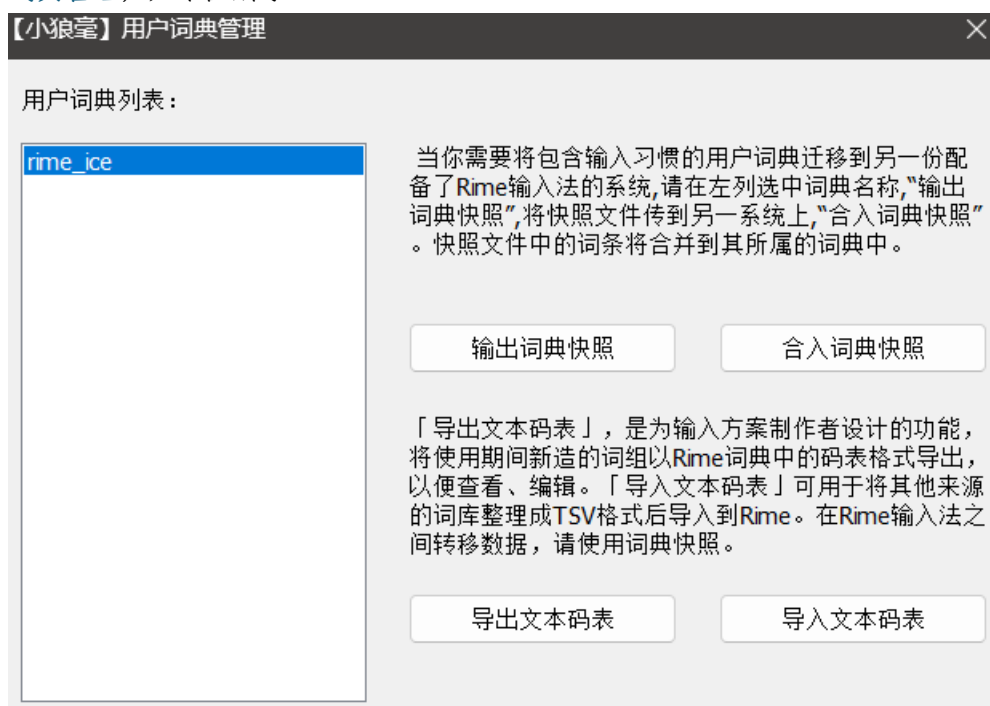 【小狼毫】用户词典管理
用户词典列表：
rime_ice
当你需要将包含输入习惯的用户词典迁移到另一份配
备了Rime输入法的系统,请在左列选中词典名称,“输出
词典快照”,将快照文件传到另一系统上,“合入词典快照”
。快照文件中的词条将合并到其所属的词典中。
输出词典快照
合入词典快照
「导出文本码表」，是为输入方案制作者设计的功能，
将使用期间新造的词组以Rime词典中的码表格式导出，
以便查看、编辑。「导入文本码表」可用于将其他来源
的词库整理成TSV格式后导入到Rime。在Rime输入法之
间转移数据，请使用词典快照。
导出文本码表
导入文本码表